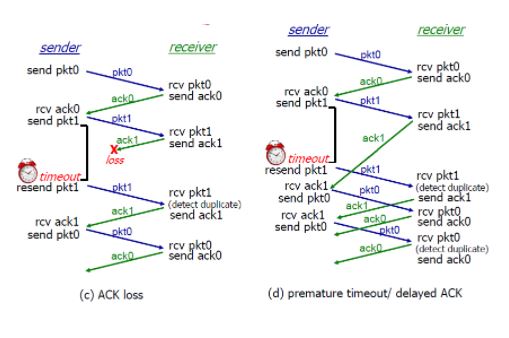 sender
receiver
send pkt0
pkt0
rcv pkt0
send ack0
ack0
rcv ack0
send pkt1
pkt1
rcv pkt1
send ack1
ack1
X
loss
timeout
resend pkt1
pkt1
rcv pkt1
(detect duplicate)
send ack1
ack1
rcv ack1
send pkt0
pkt0
rcv pkt0
send ack0
ack0
(c) ACK loss
sender
receiver
send pkt0
pkt0
rcv pkt0
send ack0
ack0
rcv ack0
send pkt1
pkt1
rcv pkt1
send ack1
ack1
timeout
resend pkt1
pkt1
rcv pkt1
(detect duplicate)
send ack1
rcv ack1
send pkt0
pkt0
ack1
rcv pkt0
send ack0
ack0
rcv ack1
send pkt0
pkt0
rcv pkt0
(detect duplicate)
send ack0
ack0
(d) premature timeout/ delayed ACK